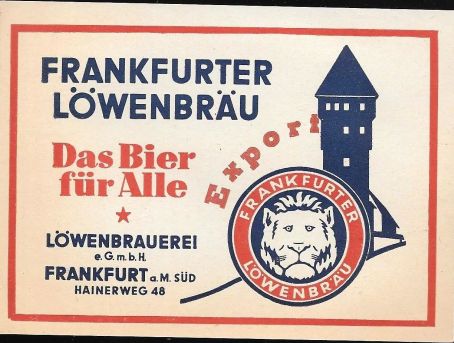 FRANKFURTER
LÖWENBRÄU
Das Bier
für Alle
Export
LÖWENBRAUEREI
e.G.m.b.H.
FRANKFURT a.M. SÜD
HAINERWEG 48
FRANKFURTER
LÖWENBRÄU